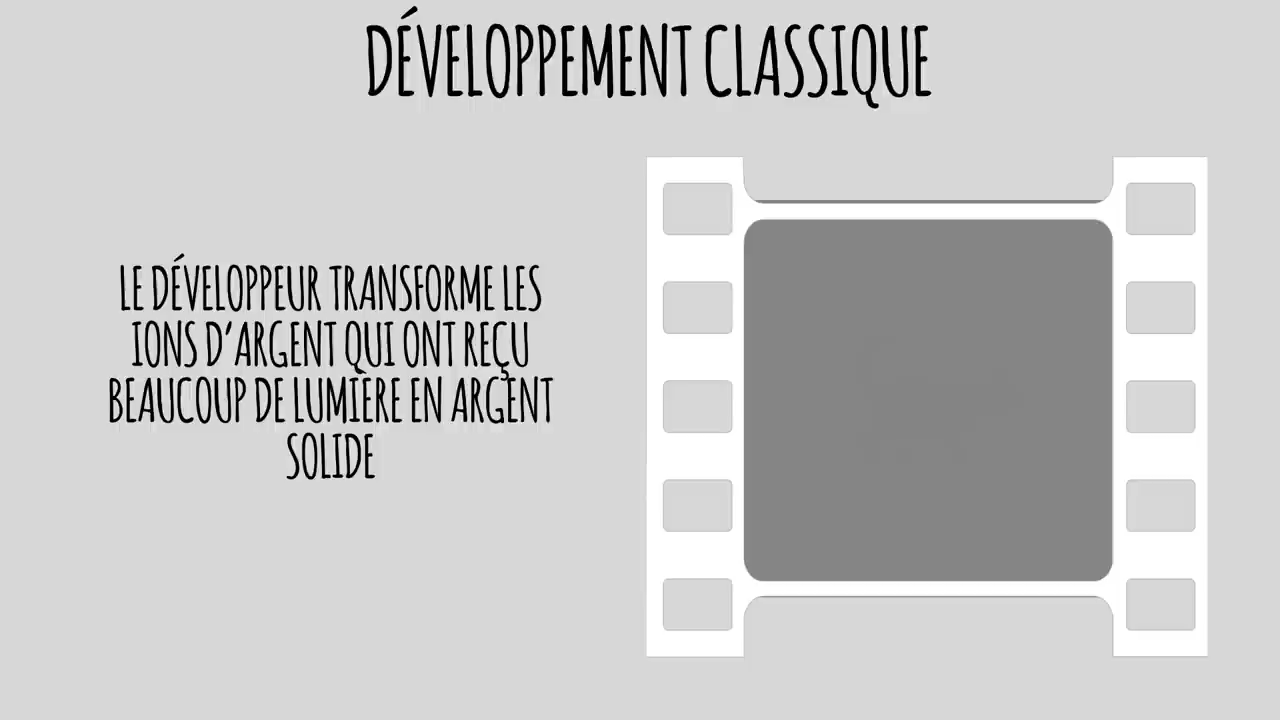 DÉVELOPPEMENT CLASSIQUE
LE DÉVELOPPEUR TRANSFORME LES
IONS D'ARGENT QUI ONT REÇU
BEAUCOUP DE LUMIÈRE EN ARGENT
SOLIDE